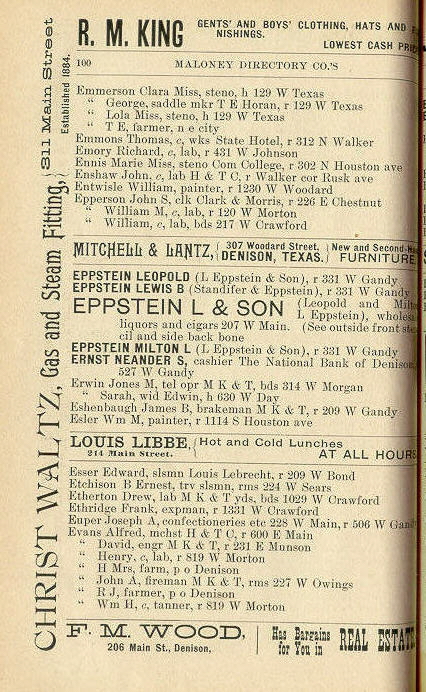 R. M. KING
GENTS' AND BOYS' CLOTHING, HATS AND
NISHINGS.
LOWEST CASH
100 MALONEY DIRECTORY CO.'S
Emmerson Clara Miss, steno, h 129 W Texas
" George, saddle mkr T E Horan, r 129 W Texas
" Lola Miss, steno, h 129 W Texas
" T E, farmer, n e city
Emmons Thomas, c, wks State Hotel, r 312 N Walker
Emory Richard, c, lab, r 431 W Johnson
Ennis Marie Miss, steno Com College, r 302 N Houston ave
Enshaw John, c, lab H & T C, r Walker cor Rusk ave
Entwisle William, painter, r 1230 W Woodard
Epperson John S, clk Clark & Morris, r 226 E Chestnut
" William M, c, lab, r 120 W Morton
" William, c, lab, bds 217 W Crawford
MITCHELL & LANTZ, { 307 Woodard Street, DENISON, TEXAS. } New and Second- FURNITURE
EPPSTEIN LEOPOLD (L Eppstein & Son), r 331 W Gandy
EPPSTEIN LEWIS B (Standifer & Eppstein), r 331 W Gandy
EPPSTEIN L & SON (Leopold and
L Eppstein),
liquors and cigars 207 W Main. (See outside front
cil and side back bone
EPPSTEIN MILTON L (L Eppstein & Son), r 331 W Gandy
ERNST NEANDER S, cashier The National Bank of Denison,
527 W Gandy
Erwin Jones M, tel opr M K & T, bds 314 W Morgan
" Sarah, wid Edwin, h 630 W Day
Eshenbaugh James B, brakeman M K & T, r 209 W Gandy
Esler Wm M, painter, r 1114 S Houston ave
LOUIS LIBBE, { Hot and Cold Lunches
214 Main Street. AT ALL HOURS
Esser Edward, slsmn Louis Lebrecht, r 209 W Bond
Etchison B Ernest, trv slsmn, rms 224 W Sears
Etherton Drew, lab M K & T yds, bds 1029 W Crawford
Ethridge Frank, expman, r 1331 W Crawford
Euper Joseph A, confectioneries etc 228 W Main, r 506 W
Evans Alfred, mchst H & T C, r 600 E Main
" David, engr M K & T, r 231 E Munson
" Henry, c, lab, r 819 W Morton
" H Mrs, farm, p o Denison
" John A, fireman M K & T, rms 227 W Owings
" R J, farmer, p o Denison
" Wm H, c, tanner, r 819 W Morton
F. M. WOOD,
206 Main St., Denison,
Has Bargains
for You in
REAL ESTATE
CHRIST WALTZ, Gas and Steam Fitting, } 311 Main Street
Established 1884.